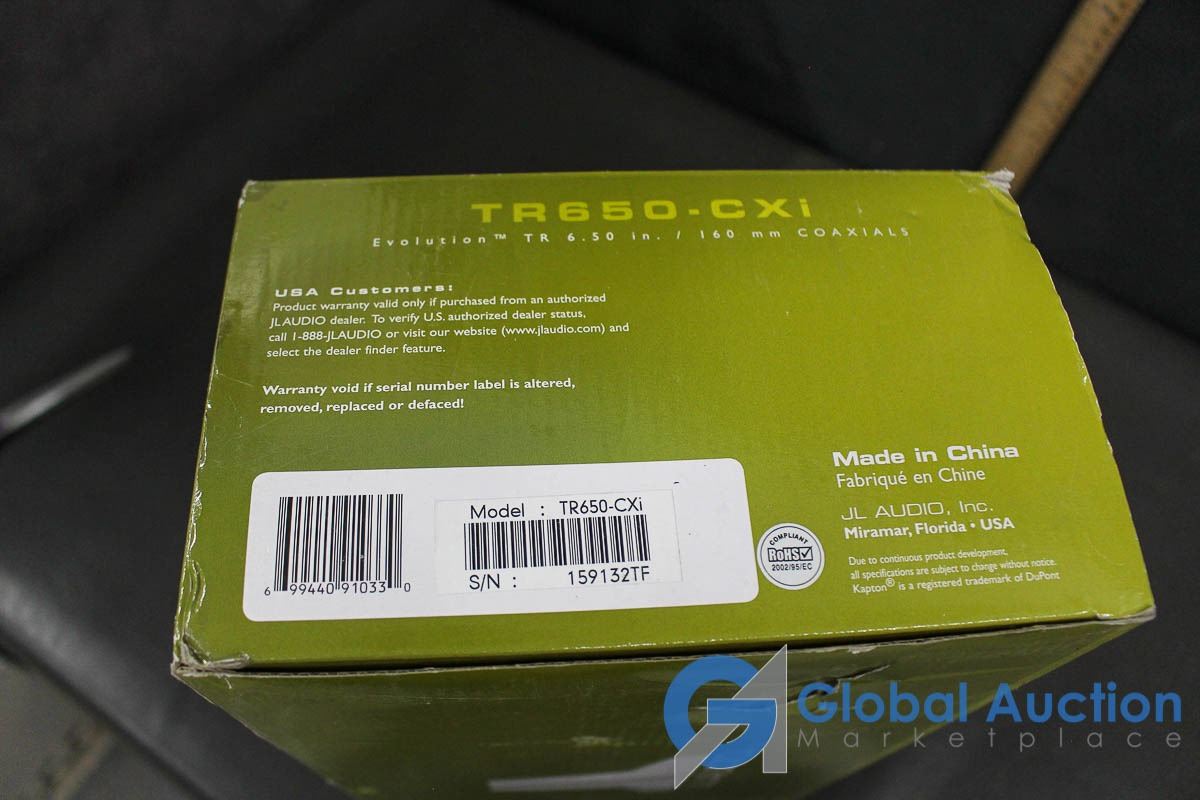 TR650-CXi
Evolution™ TR 6.50 in. / 160 mm COAXIALS
USA Customers:
Product warranty valid only if purchased from an authorized
JLAUDIO dealer. To verify U.S. authorized dealer status,
call 1-888-JLAUDIO or visit our website (www.jlaudio.com) and
select the dealer finder feature.
Warranty void if serial number label is altered,
removed, replaced or defaced!
Made in China
Fabriqué en Chine
JL AUDIO, Inc.
Miramar, Florida • USA
Due to continuous product development,
all specifications are subject to change without notice.
Kapton® is a registered trademark of DuPont
COMPLIANT
RoHS
2002/95/EC
Model : TR650-CXi
S/N : 159132TF
6 99440 91033 0
Global Auction
Marketplace